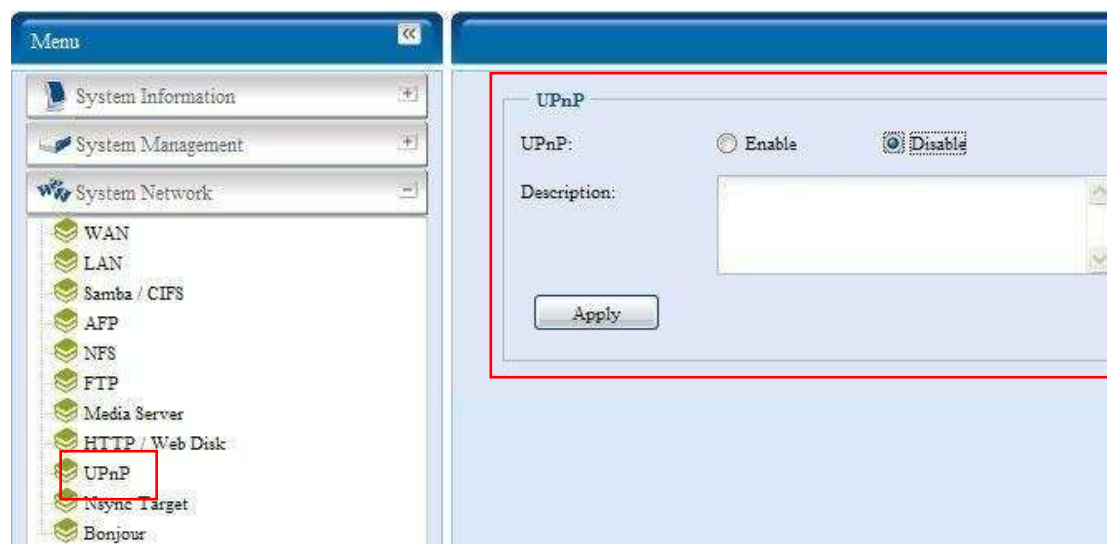 Menu
System Information
System Management
System Network
WAN
LAN
Samba / CIFS
AFP
NFS
FTP
Media Server
HTTP / Web Disk
UPnP
Nsync Target
Bonjour
UPnP
UPnP: Enable Disable
Description:
Apply